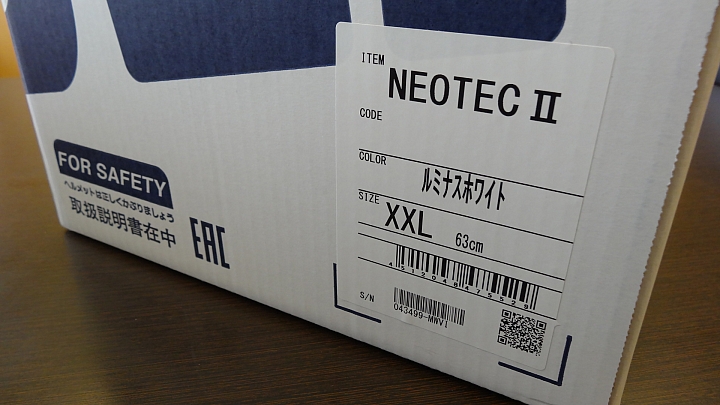 FOR SAFETY
ヘルメットは正しくかぶりましょう
取扱説明書在中
EAC
ITEM
NEOTEC II
CODE
COLOR
ルミナスホワイト
SIZE
XXL 63cm
4512048475529
S/N
043499-MWVI